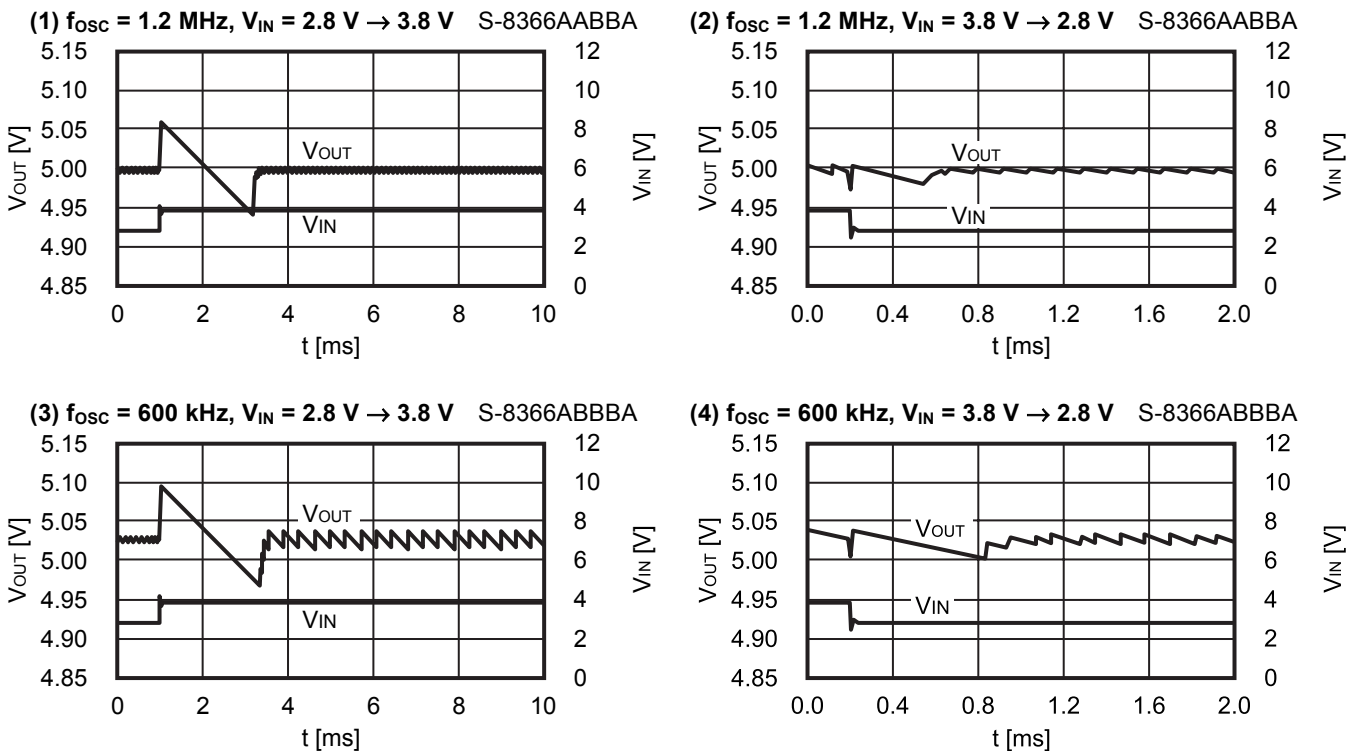 (1) fOSC = 1.2 MHz, VIN = 2.8 V → 3.8 V S-8366AABBA
5.15
5.10
5.05
5.00
4.95
4.90
4.85
VOUT [V]
12
10
8
6
4
2
0
VIN [V]
VOUT
VIN
0 2 4 6 8 10
t [ms]
(2) fOSC = 1.2 MHz, VIN = 3.8 V → 2.8 V S-8366AABBA
5.15
5.10
5.05
5.00
4.95
4.90
4.85
VOUT [V]
12
10
8
6
4
2
0
VIN [V]
VOUT
VIN
0.0 0.4 0.8 1.2 1.6 2.0
t [ms]
(3) fOSC = 600 kHz, VIN = 2.8 V → 3.8 V S-8366ABBBA
5.15
5.10
5.05
5.00
4.95
4.90
4.85
VOUT [V]
12
10
8
6
4
2
0
VIN [V]
VOUT
VIN
0 2 4 6 8 10
t [ms]
(4) fOSC = 600 kHz, VIN = 3.8 V → 2.8 V S-8366ABBBA
5.15
5.10
5.05
5.00
4.95
4.90
4.85
VOUT [V]
12
10
8
6
4
2
0
VIN [V]
VOUT
VIN
0.0 0.4 0.8 1.2 1.6 2.0
t [ms]